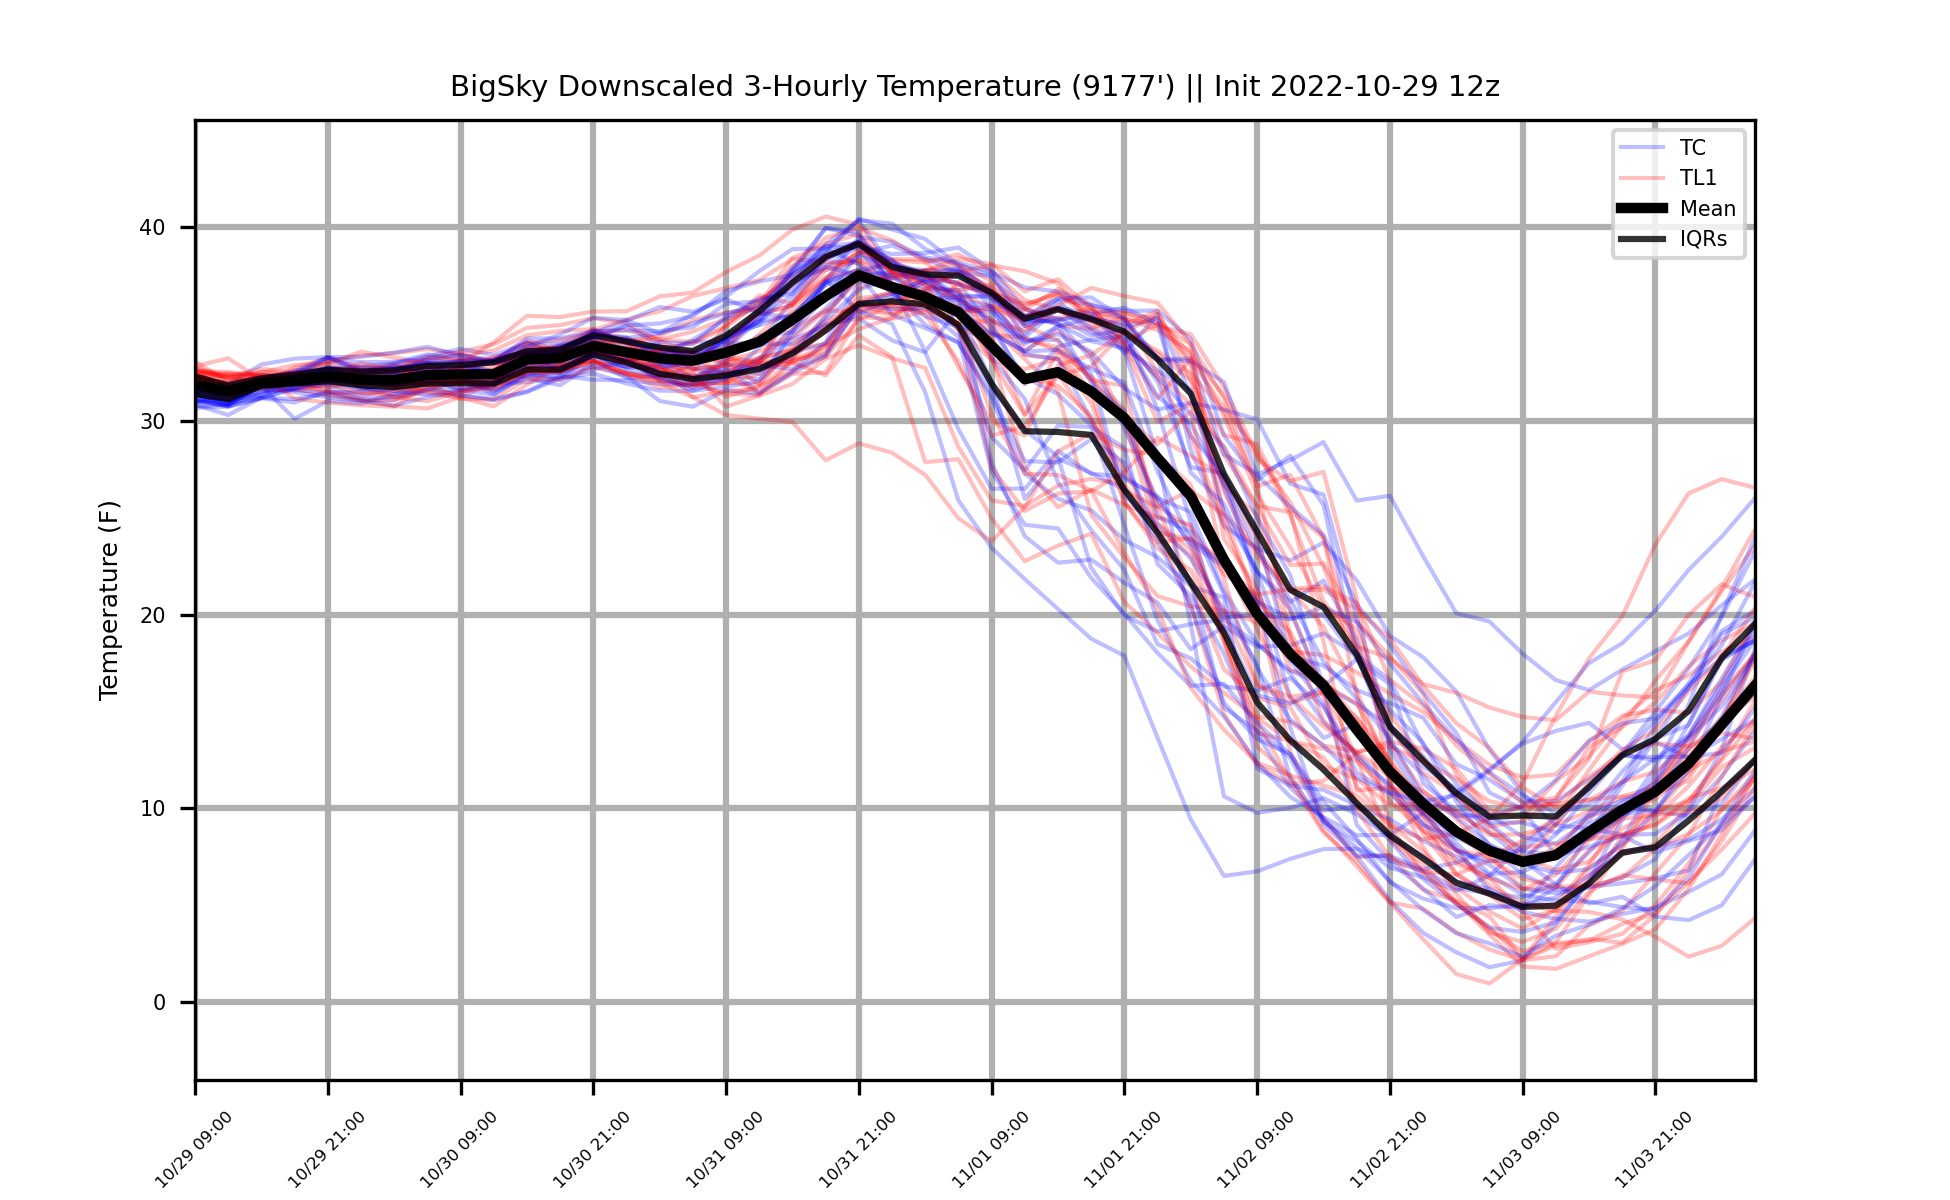 BigSky Downscaled 3-Hourly Temperature (9177') || Init 2022-10-29 12z
TC
TL1
Mean
IQRs
Temperature (F)
40
30
20
10
0
10/29 09:00
10/29 21:00
10/30 09:00
10/30 21:00
10/31 09:00
10/31 21:00
11/01 09:00
11/01 21:00
11/02 09:00
11/02 21:00
11/03 09:00
11/03 21:00